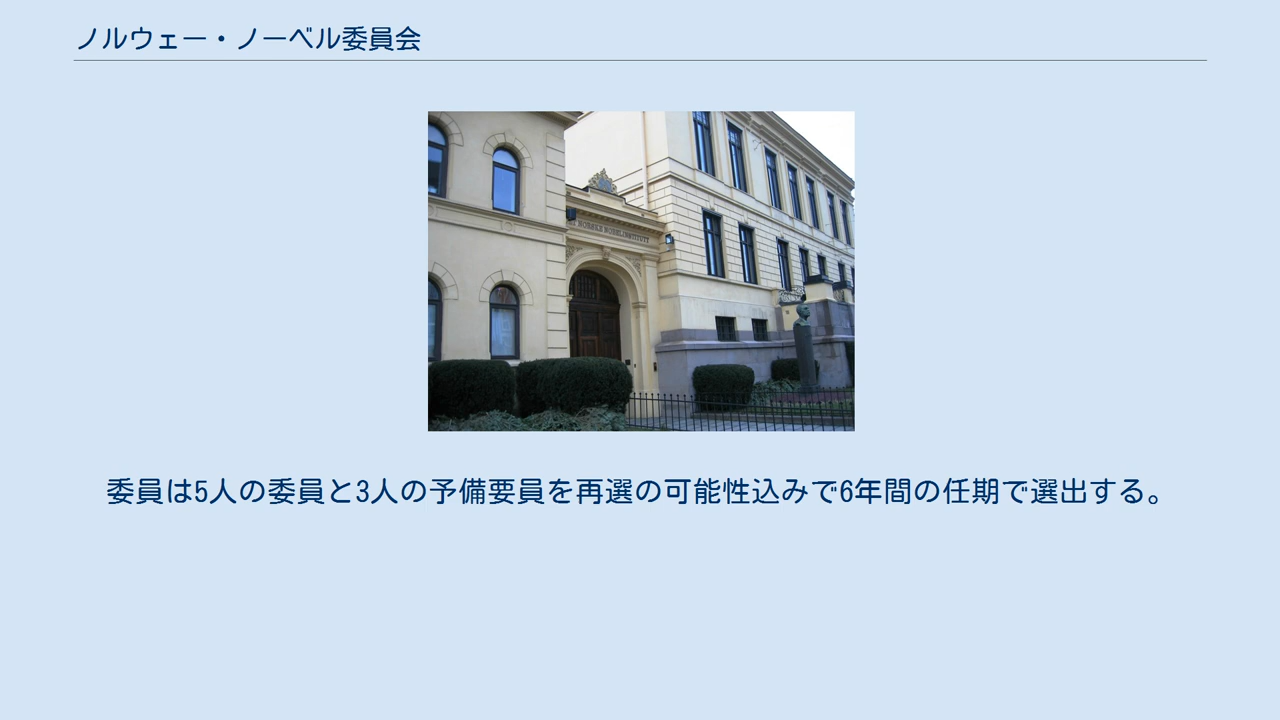 ノルウェー・ノーベル委員会
NORSKE NOBELINSTITUTT
委員は5人の委員と3人の予備要員を再選の可能性込みで6年間の任期で選出する。